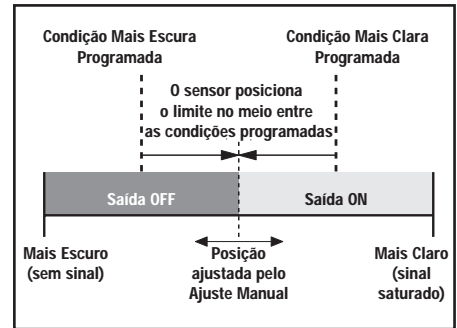 Condição Mais Escura
Programada
Condição Mais Clara
Programada
O sensor posiciona
o limite no meio entre
as condições programadas
Saída OFF
Saída ON
Mais Escuro
(sem sinal)
Posição
ajustada pelo
Ajuste Manual
Mais Claro
(sinal
saturado)